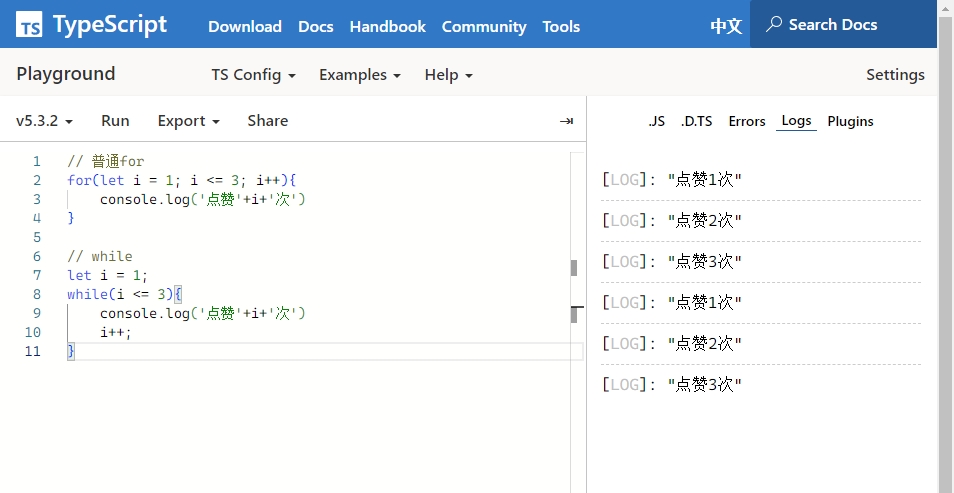 TS TypeScript Download Docs Handbook Community Tools 中文 Search Docs
Playground TS Config Examples Help Settings
v5.3.2 Run Export Share .JS .D.TS Errors Logs Plugins
1 // 普通for
2 for(let i = 1; i <= 3; i++){
3 console.log('点赞'+i+'次')
4 }
5
6 // while
7 let i = 1;
8 while(i <= 3){
9 console.log('点赞'+i+'次')
10 i++;
11 }
[LOG]: "点赞1次"
[LOG]: "点赞2次"
[LOG]: "点赞3次"
[LOG]: "点赞1次"
[LOG]: "点赞2次"
[LOG]: "点赞3次"